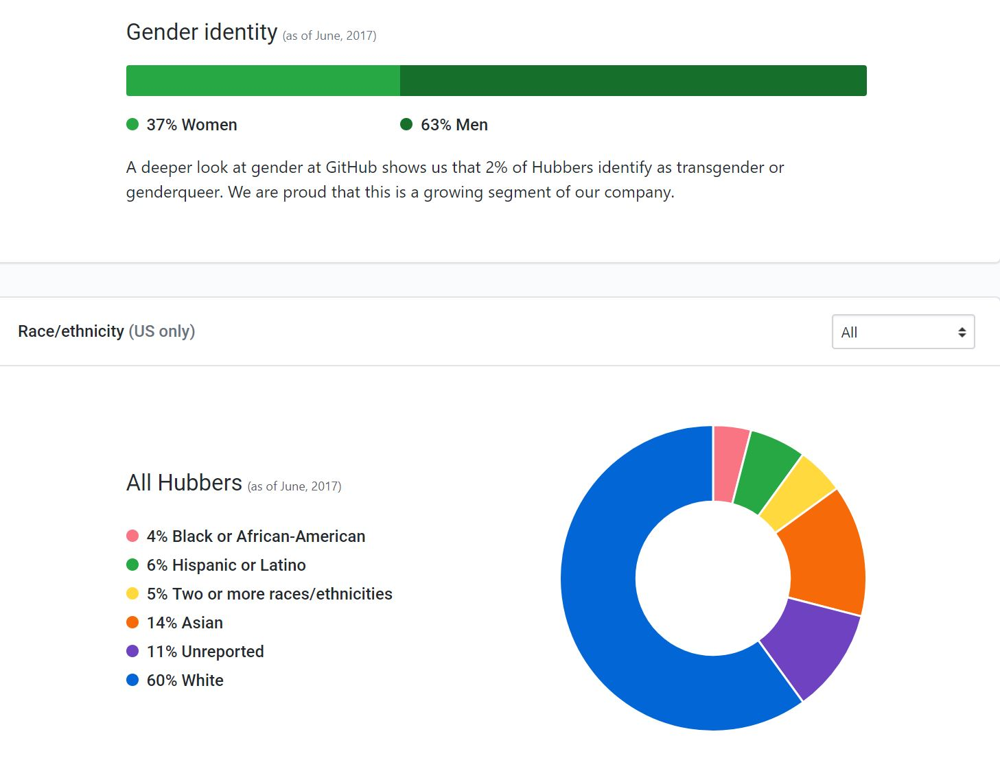 Gender identity (as of June, 2017)
37% Women
63% Men
A deeper look at gender at GitHub shows us that 2% of Hubbers identify as transgender or
genderqueer. We are proud that this is a growing segment of our company.
Race/ethnicity (US only)
All
All Hubbers (as of June, 2017)
4% Black or African-American
6% Hispanic or Latino
5% Two or more races/ethnicities
14% Asian
11% Unreported
60% White